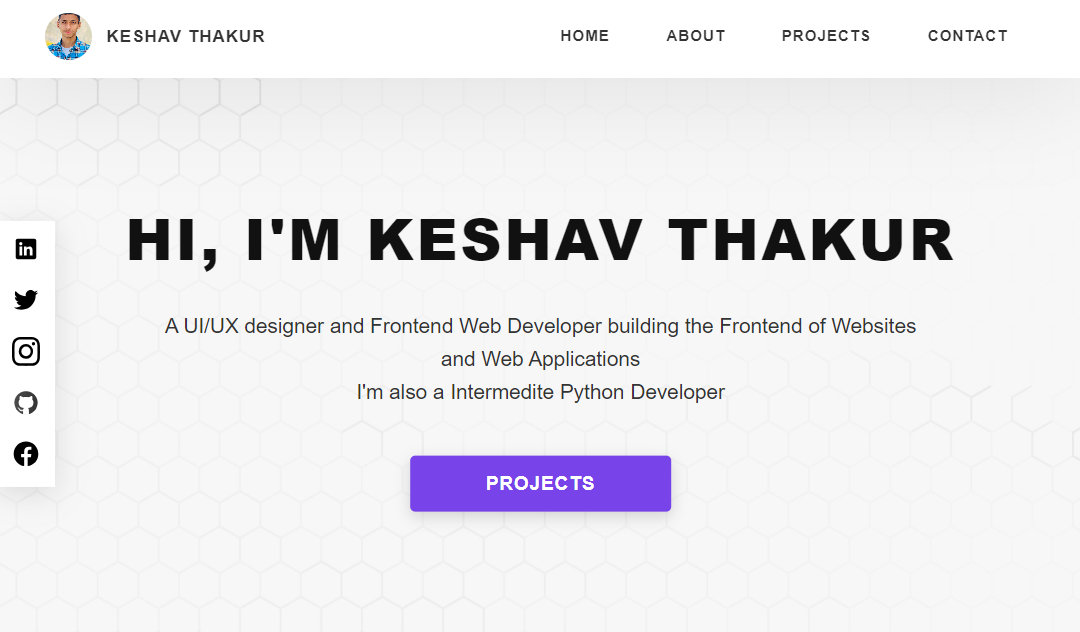 KESHAV THAKUR
HOME
ABOUT
PROJECTS
CONTACT
HI, I'M KESHAV THAKUR
A UI/UX designer and Frontend Web Developer building the Frontend of Websites
and Web Applications
I'm also a Intermedite Python Developer
PROJECTS